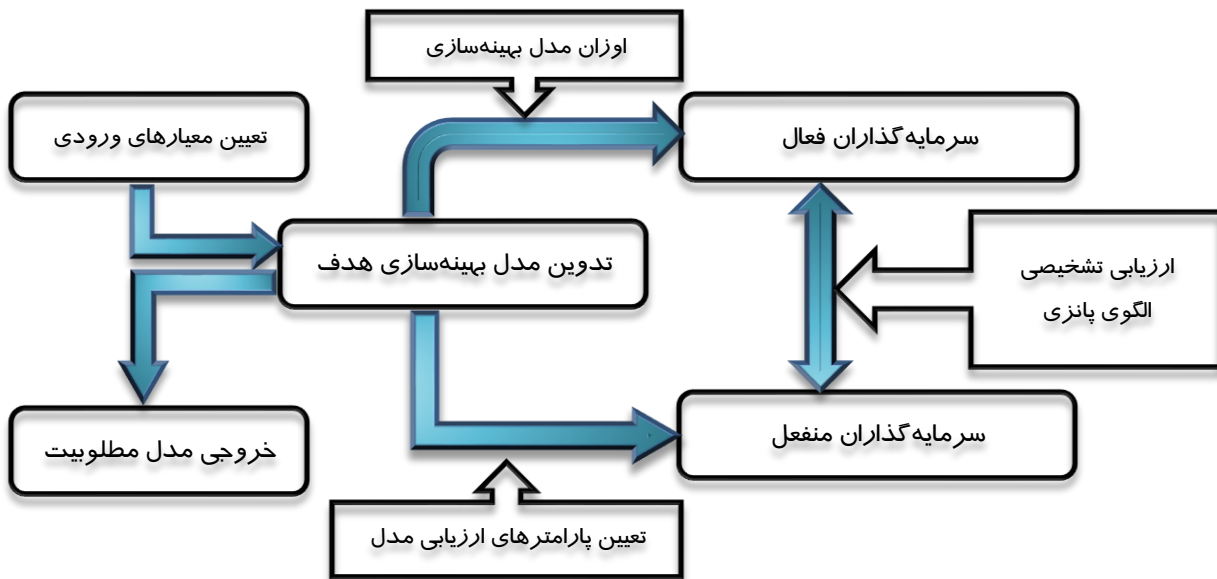 اوزان مدل بهینه‌سازی
تعیین معیارهای ورودی
سرمایه‌گذاران فعال
تدوین مدل بهینه‌سازی هدف
ارزیابی تشخیصی
الگوی پانزی
خروجی مدل مطلوبیت
سرمایه‌گذاران منفعل
تعیین پارامترهای ارزیابی مدل